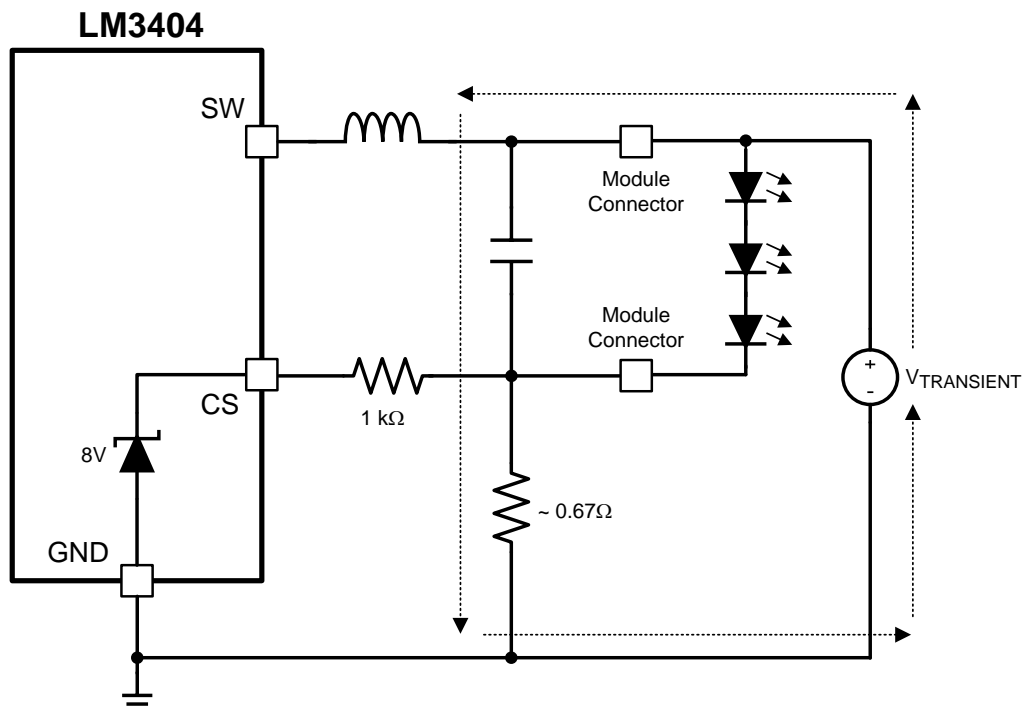 LM3404
SW
Module
Connector
Module
Connector
+
-
VTRANSIENT
CS
1 kΩ
8V
~ 0.67Ω
GND